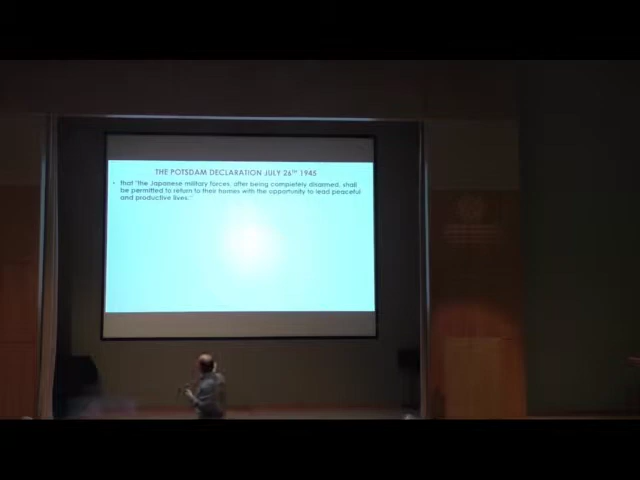 THE POTSDAM DECLARATION JULY 26TH 1945
• that "the Japanese military forces, after being completely disarmed, shall
be permitted to return to their homes with the opportunity to lead peaceful
and productive lives."